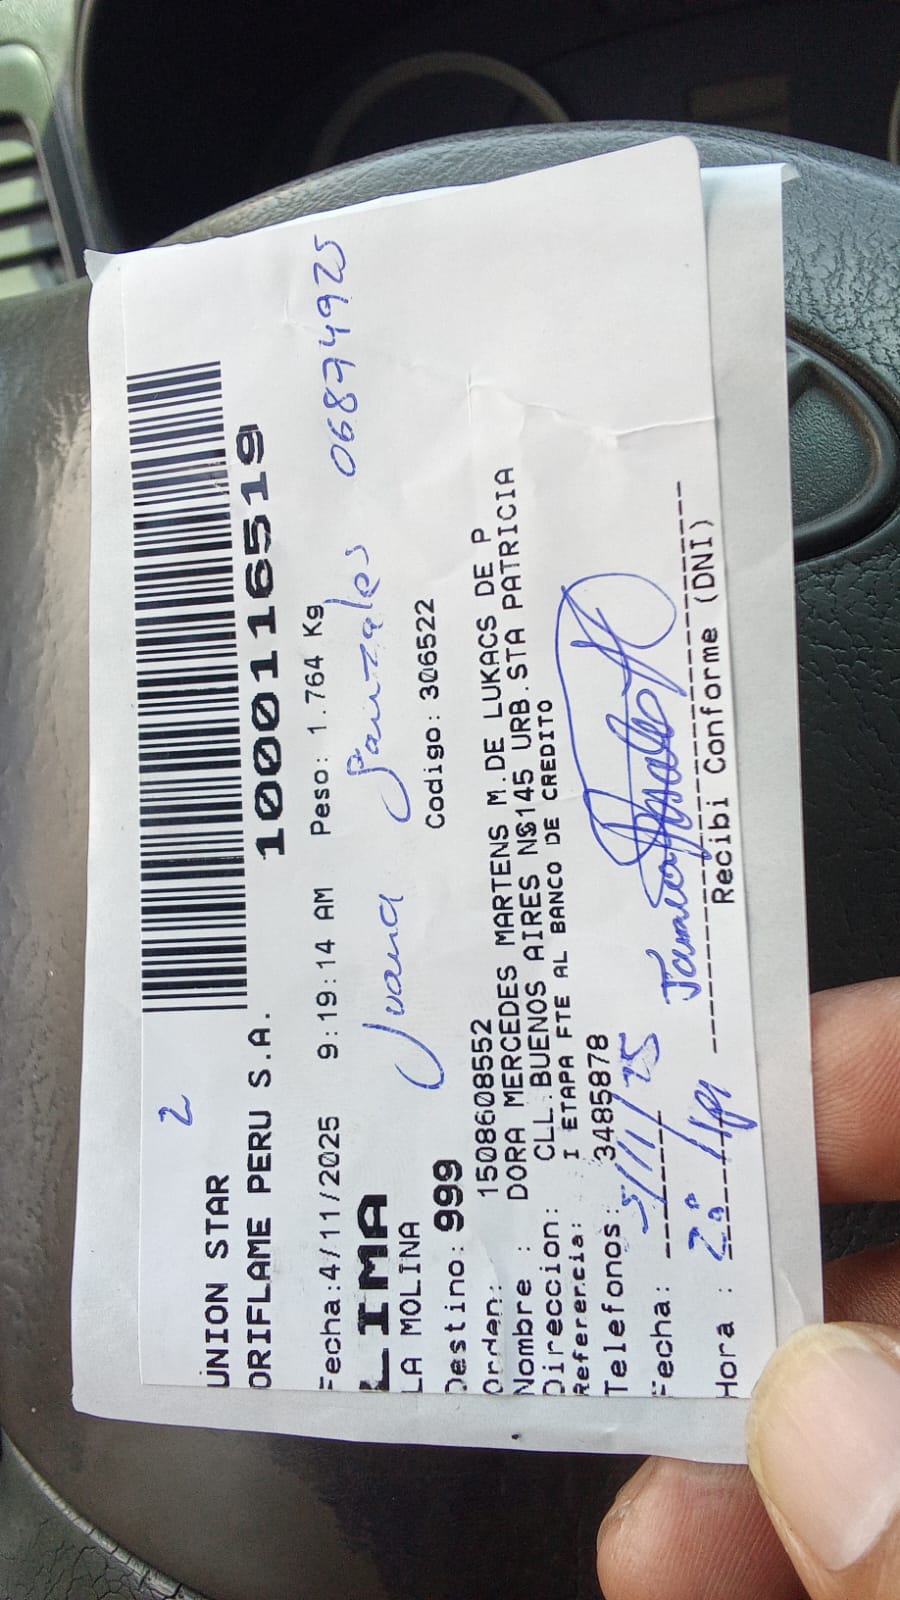 2
UNION STAR
ORIFLAME PERU S.A.
1000116519
Fecha:4/11/2025 9:19:14 AM Peso: 1.764 Kg
06874925
LIMA
Juana Gonzales
LA MOLINA
Codigo: 306522
Destino: 999
Orden: 1508608552
Nombre : DORA MERCEDES MARTENS M.DE LUKACS DE P
Direccion: CLL.BUENOS AIRES N§145 URB.STA PATRICIA
I ETAPA FTE AL BANCO DE CREDITO
Referencia:
Telefonos: 3485878
Fecha: 5/11/25
Hora :
Recibi Conforme (DNI)